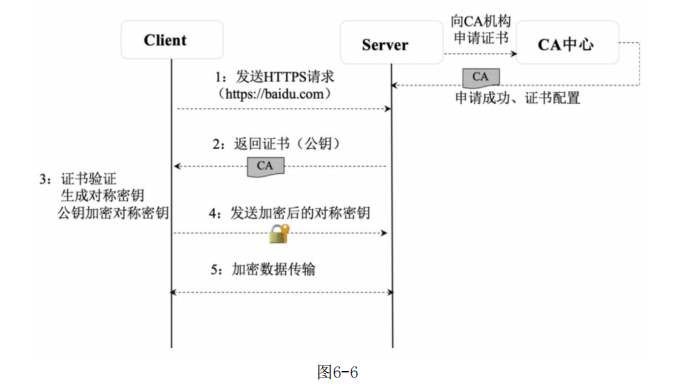 Client
Server
向CA机构
申请证书
CA中心
CA
申请成功、证书配置
1：发送HTTPS请求
（https://baidu.com）
2：返回证书（公钥）
CA
3：证书验证
生成对称密钥
公钥加密对称密钥
4：发送加密后的对称密钥
5：加密数据传输
图6-6